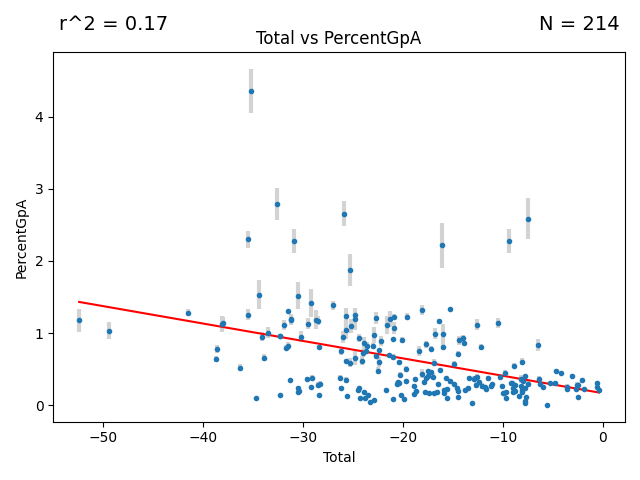 r^2 = 0.17
N = 214
Total vs PercentGpA
PercentGpA
4
3
2
1
0
−50
−40
−30
−20
−10
0
Total